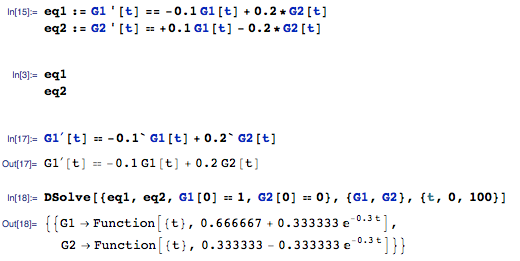 In[15]:= eq1 := G1 '[t] == -0.1 G1[t] + 0.2*G2[t]
eq2 := G2 '[t] == +0.1 G1[t] - 0.2*G2[t]
In[3]:= eq1
eq2
In[17]:= G1′[t] == -0.1` G1[t] + 0.2` G2[t]
Out[17]= G1′[t] == -0.1 G1[t] + 0.2 G2[t]
In[18]:= DSolve[{eq1, eq2, G1[0] == 1, G2[0] == 0}, {G1, G2}, {t, 0, 100}]
Out[18]= {{G1 → Function[{t}, 0.666667 + 0.333333 e^-0.3 t],
G2 → Function[{t}, 0.333333 - 0.333333 e^-0.3 t]}}